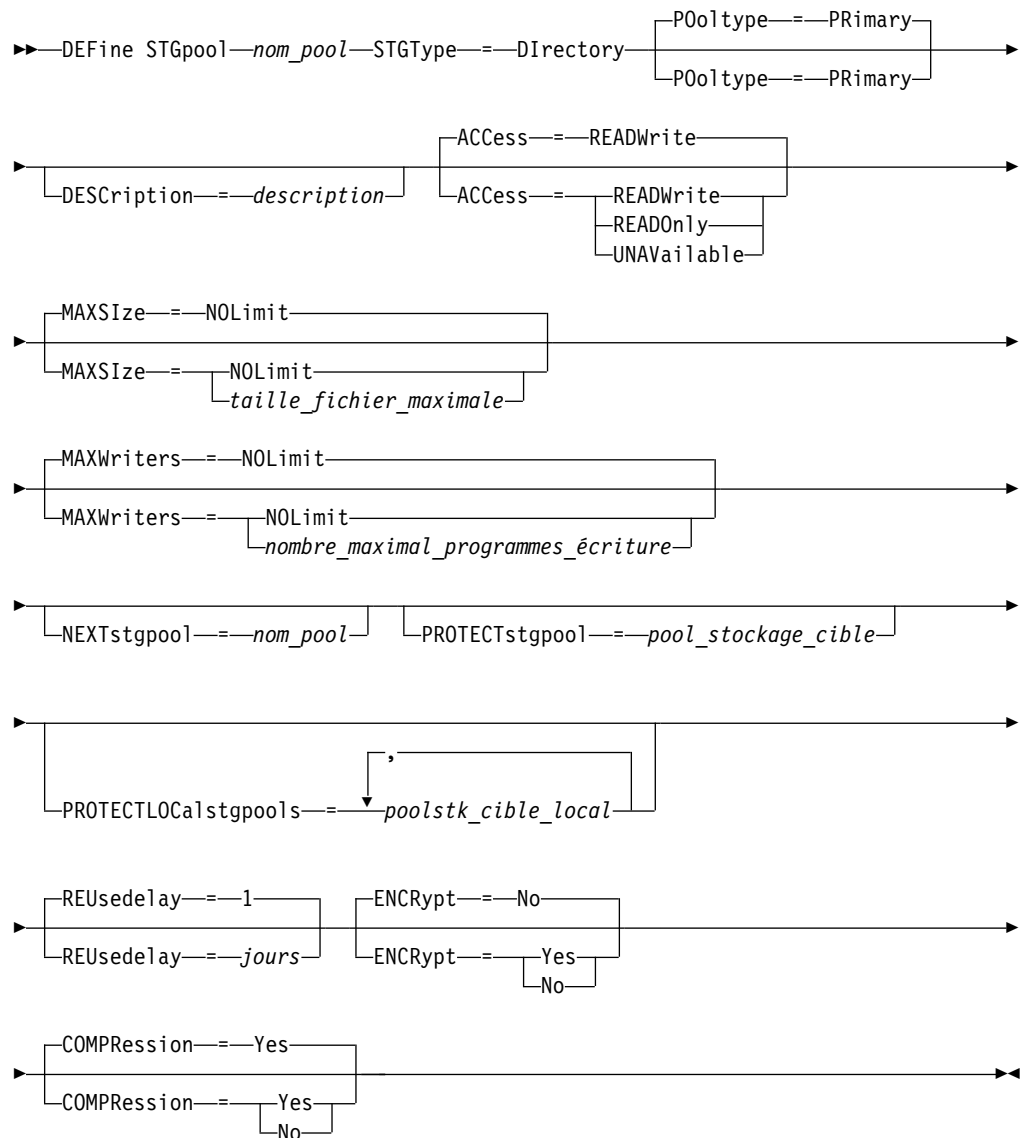 POoltype = PRimary
DEFine STGpool nom_pool STGType = DIrectory
POoltype = PRimary
ACCess = READWrite
DESCription = description
ACCess = READWrite
READOnly
UNAVailable
MAXSIze = NOLimit
MAXSIze = NOLimit
taille_fichier_maximale
MAXWriters = NOLimit
MAXWriters = NOLimit
nombre_maximal_programmes_écriture
NEXTstgpool = nom_pool PROTECTstgpool = pool_stockage_cible
,
PROTECTLOCalstgpools = poolstk_cible_local
REUsedelay = 1 ENCRypt = No
REUsedelay = jours ENCRypt = Yes
No
COMPRession = Yes
COMPRession = Yes
No